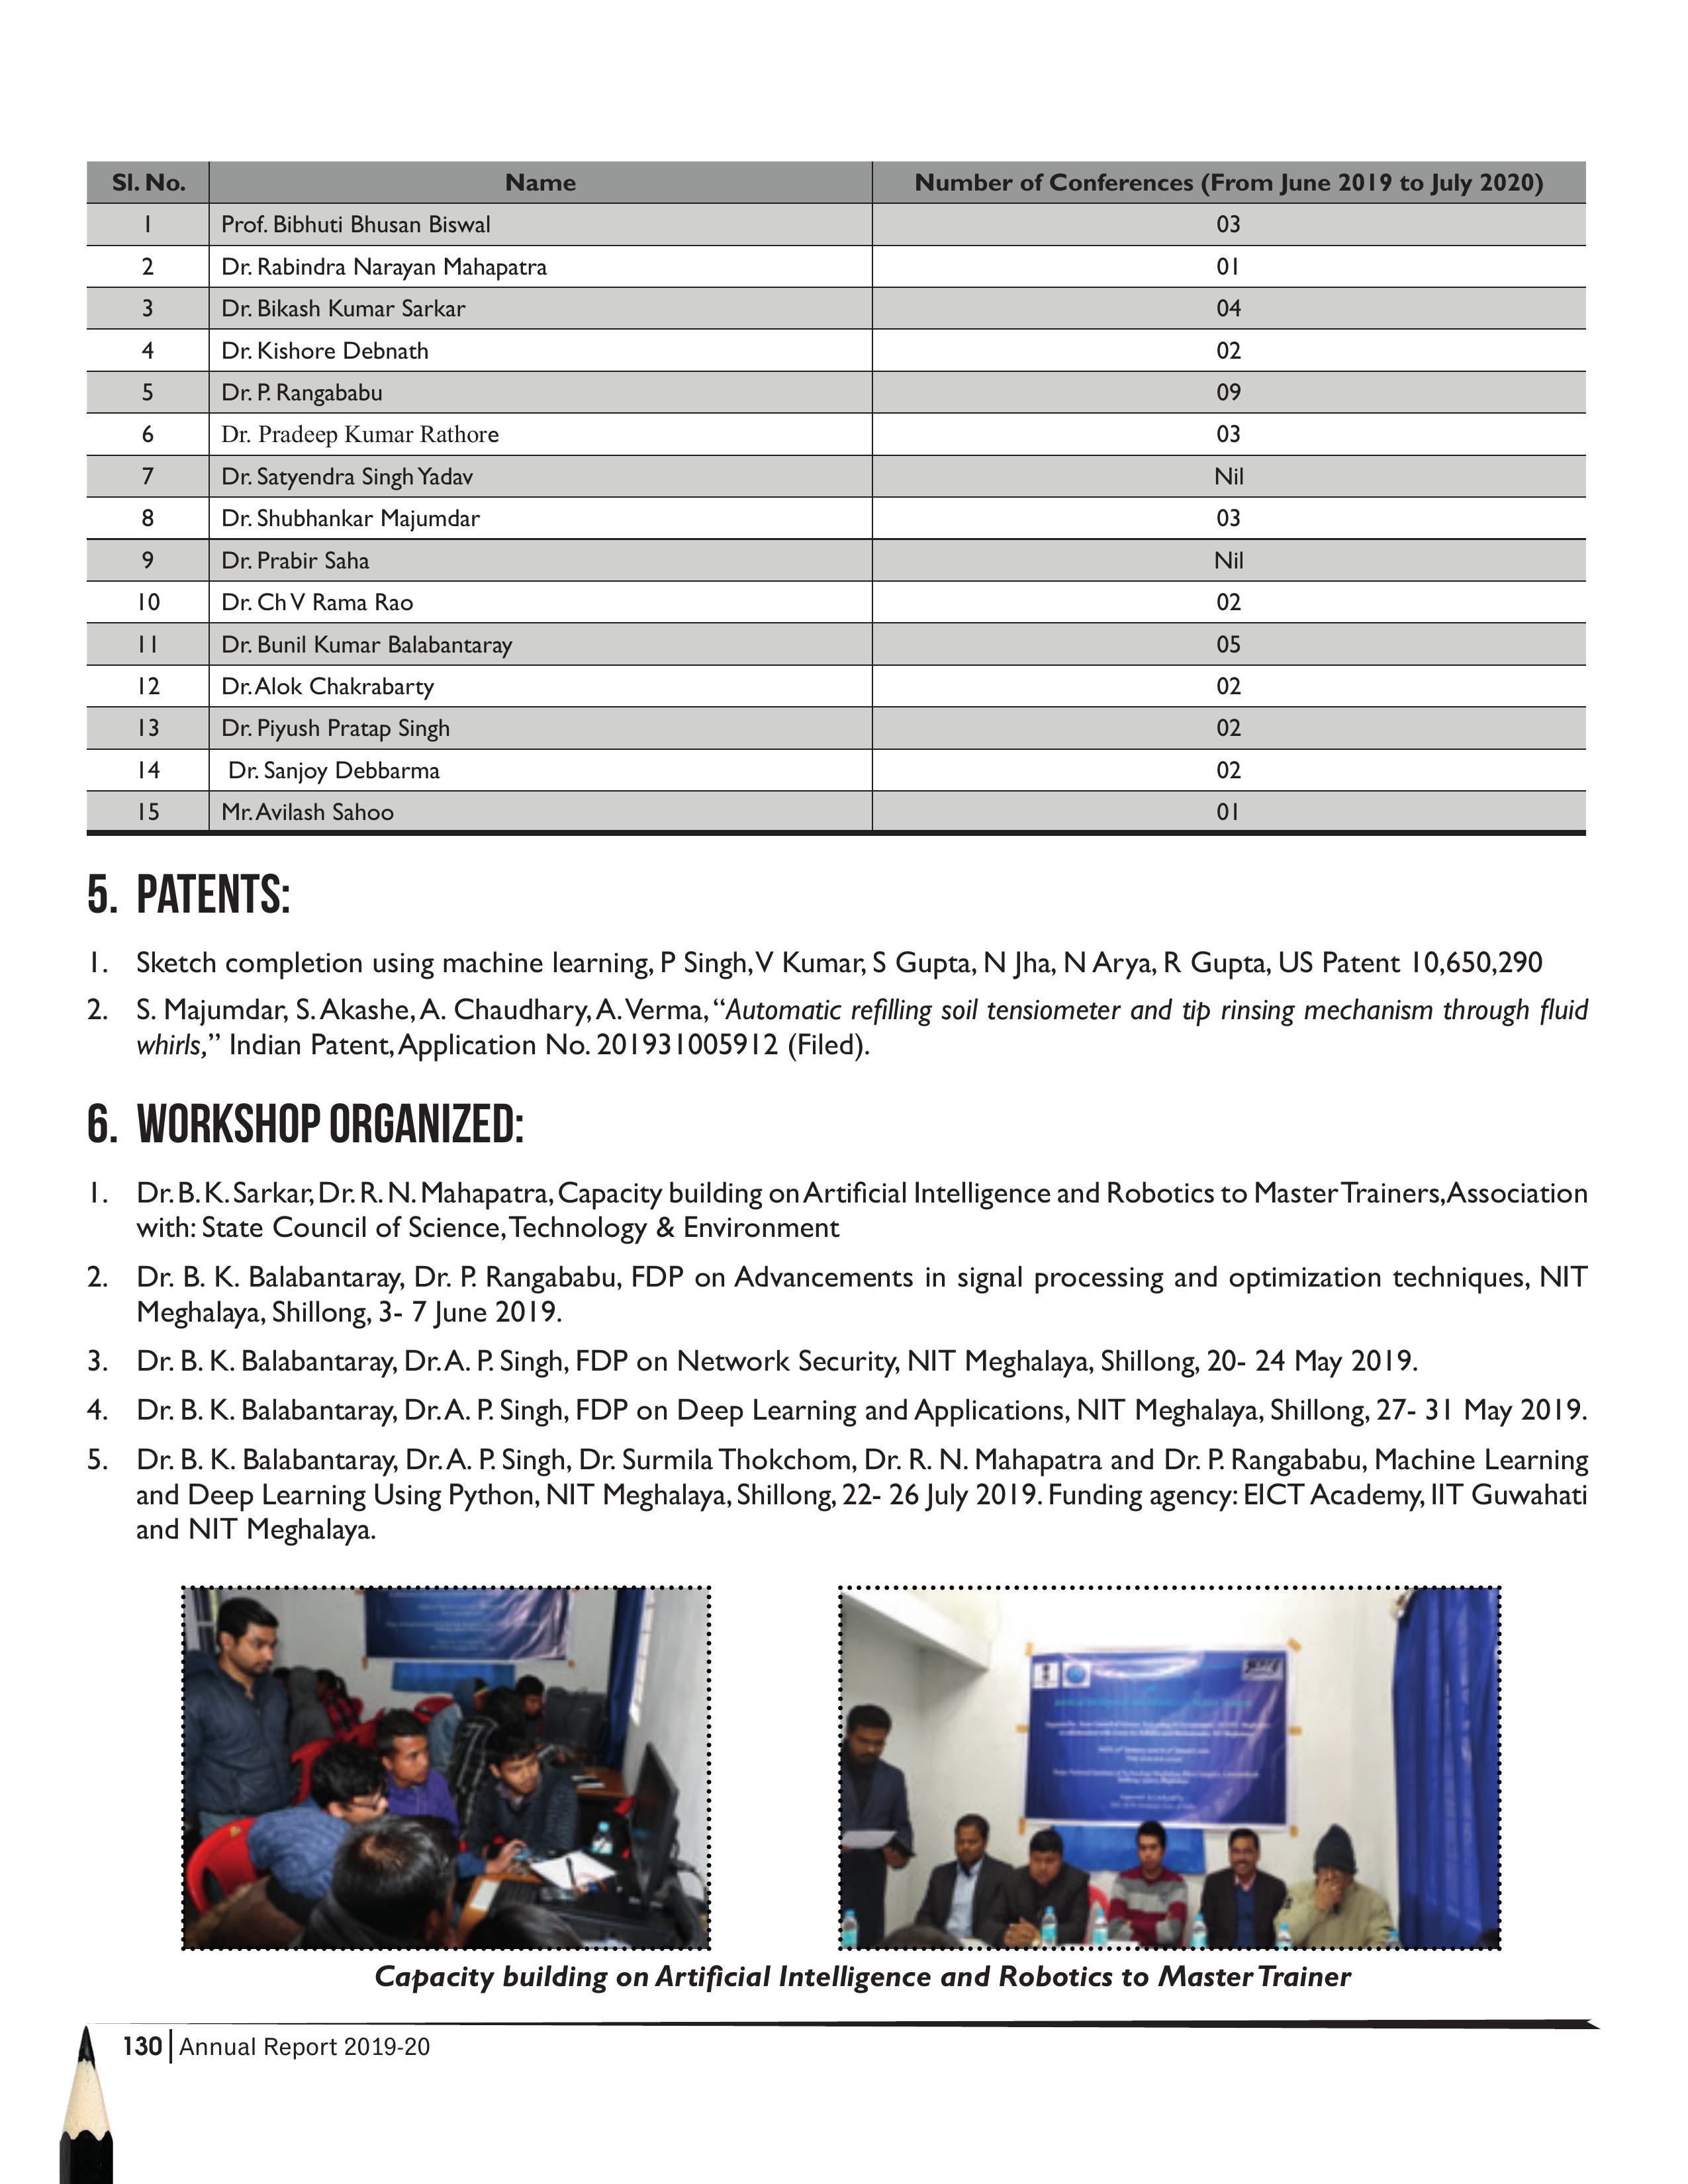 Sl. No. Name Number of Conferences (From June 2019 to July 2020)
1 Prof. Bibhuti Bhusan Biswal 03
2 Dr. Rabindra Narayan Mahapatra 01
3 Dr. Bikash Kumar Sarkar 04
4 Dr. Kishore Debnath 02
5 Dr. P. Rangababu 09
6 Dr. Pradeep Kumar Rathore 03
7 Dr. Satyendra Singh Yadav Nil
8 Dr. Shubhankar Majumdar 03
9 Dr. Prabir Saha Nil
10 Dr. Ch V Rama Rao 02
11 Dr. Bunil Kumar Balabantaray 05
12 Dr. Alok Chakrabarty 02
13 Dr. Piyush Pratap Singh 02
14 Dr. Sanjoy Debbarma 02
15 Mr. Avilash Sahoo 01
5. PATENTS:
1. Sketch completion using machine learning, P Singh, V Kumar, S Gupta, N Jha, N Arya, R Gupta, US Patent 10,650,290
2. S. Majumdar, S. Akashe, A. Chaudhary, A. Verma, “Automatic refilling soil tensiometer and tip rinsing mechanism through fluid
whirls,” Indian Patent, Application No. 201931005912 (Filed).
6. WORKSHOP ORGANIZED:
1. Dr. B. K. Sarkar, Dr. R. N. Mahapatra, Capacity building on Artificial Intelligence and Robotics to Master Trainers, Association
with: State Council of Science, Technology & Environment
2. Dr. B. K. Balabantaray, Dr. P. Rangababu, FDP on Advancements in signal processing and optimization techniques, NIT
Meghalaya, Shillong, 3- 7 June 2019.
3. Dr. B. K. Balabantaray, Dr. A. P. Singh, FDP on Network Security, NIT Meghalaya, Shillong, 20- 24 May 2019.
4. Dr. B. K. Balabantaray, Dr. A. P. Singh, FDP on Deep Learning and Applications, NIT Meghalaya, Shillong, 27- 31 May 2019.
5. Dr. B. K. Balabantaray, Dr. A. P. Singh, Dr. Surmila Thokchom, Dr. R. N. Mahapatra and Dr. P. Rangababu, Machine Learning
and Deep Learning Using Python, NIT Meghalaya, Shillong, 22- 26 July 2019. Funding agency: EICT Academy, IIT Guwahati
and NIT Meghalaya.
Capacity building on Artificial Intelligence and Robotics to Master Trainer
130 Annual Report 2019-20